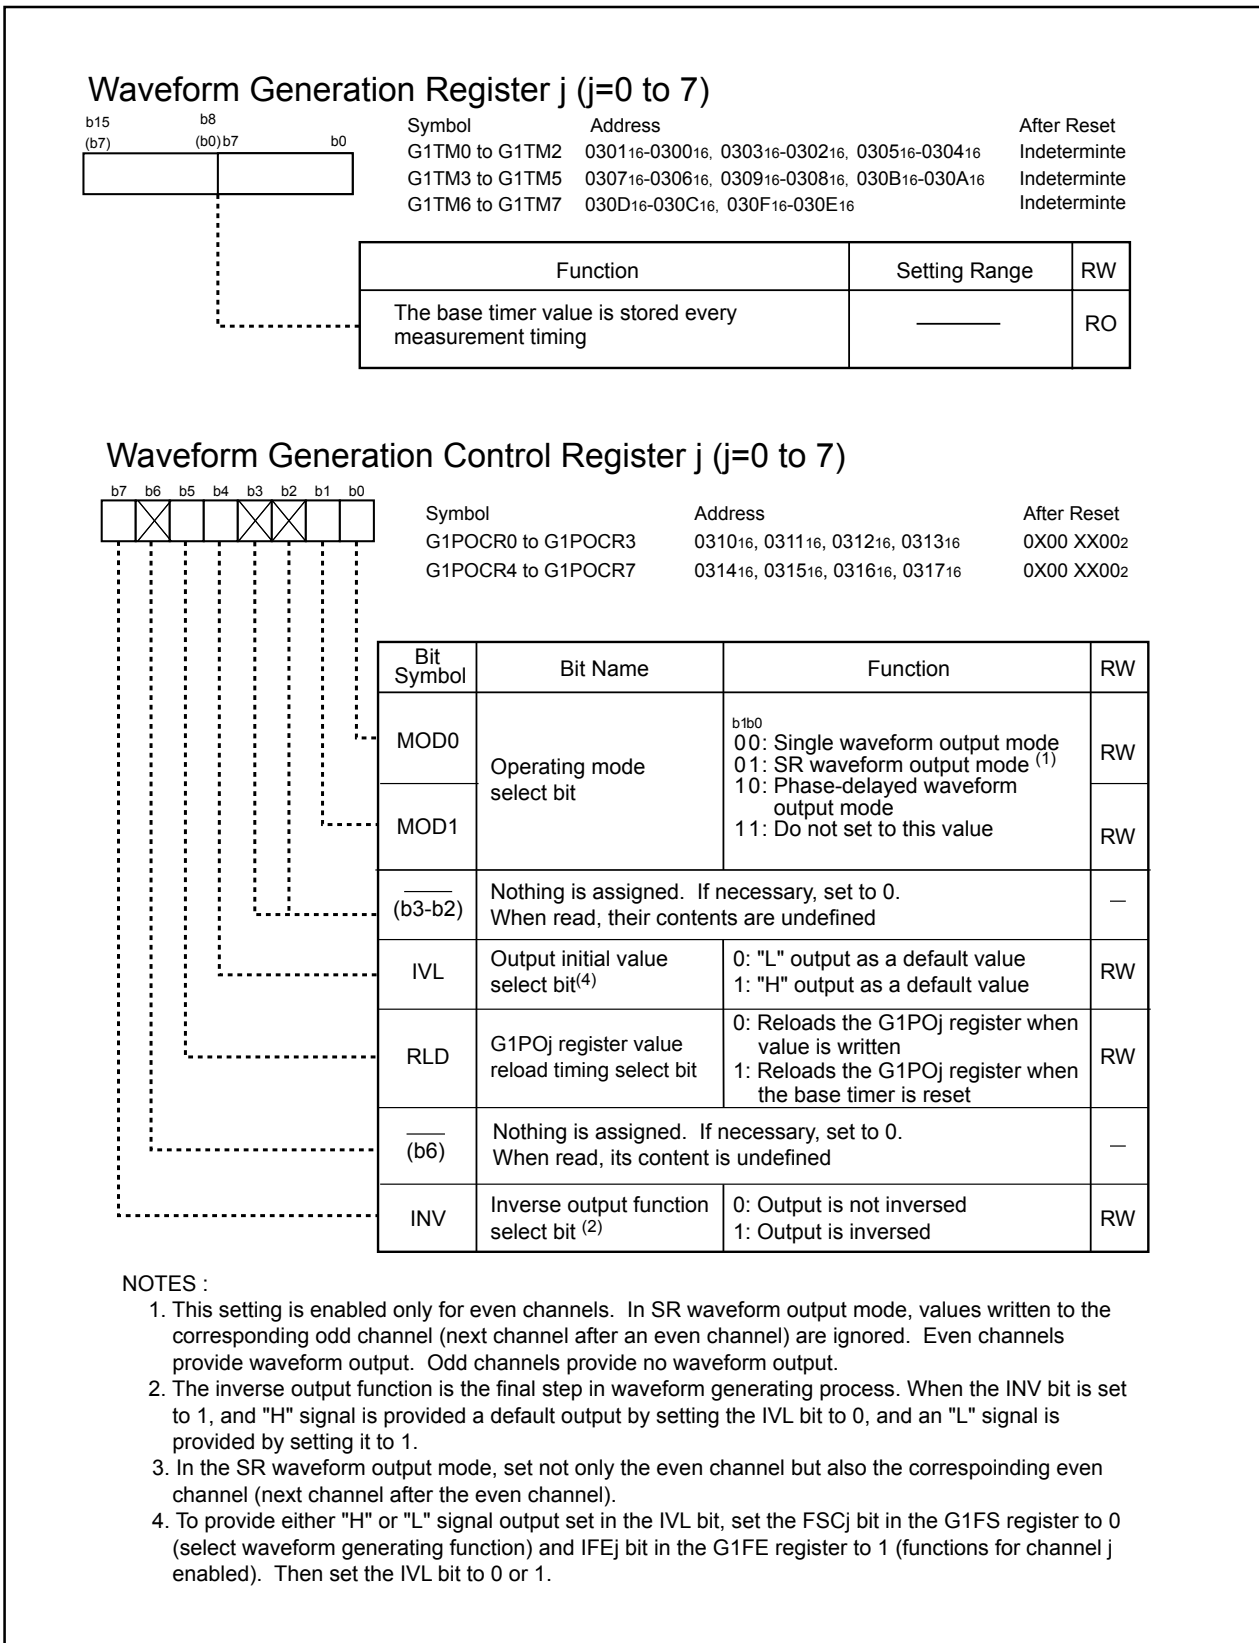 Waveform Generation Register j (j=0 to 7)
b15 b8
(b7) (b0) b7 b0
Symbol Address After Reset
G1TM0 to G1TM2 030116-030016, 030316-030216, 030516-030416 Indeterminte
G1TM3 to G1TM5 030716-030616, 030916-030816, 030B16-030A16 Indeterminte
G1TM6 to G1TM7 030D16-030C16, 030F16-030E16 Indeterminte
Function Setting Range RW
The base timer value is stored every
measurement timing
RO
Waveform Generation Control Register j (j=0 to 7)
b7 b6 b5 b4 b3 b2 b1 b0
Symbol Address After Reset
G1POCR0 to G1POCR3 031016, 031116, 031216, 031316 0X00 XX002
G1POCR4 to G1POCR7 031416, 031516, 031616, 031716 0X00 XX002
Bit
Symbol
Bit Name Function RW
MOD0
MOD1
Operating mode
select bit
b1b0
00: Single waveform output mode
01: SR waveform output mode (1)
10: Phase-delayed waveform
output mode
11: Do not set to this value
RW
RW
(b3-b2)
Nothing is assigned. If necessary, set to 0.
When read, their contents are undefined
—
IVL
Output initial value
select bit(4)
0: "L" output as a default value
1: "H" output as a default value
RW
RLD
G1POj register value
reload timing select bit
0: Reloads the G1POj register when
value is written
1: Reloads the G1POj register when
the base timer is reset
RW
(b6)
Nothing is assigned. If necessary, set to 0.
When read, its content is undefined
—
INV
Inverse output function
select bit (2)
0: Output is not inversed
1: Output is inversed
RW
NOTES :
1. This setting is enabled only for even channels. In SR waveform output mode, values written to the
corresponding odd channel (next channel after an even channel) are ignored. Even channels
provide waveform output. Odd channels provide no waveform output.
2. The inverse output function is the final step in waveform generating process. When the INV bit is set
to 1, and "H" signal is provided a default output by setting the IVL bit to 0, and an "L" signal is
provided by setting it to 1.
3. In the SR waveform output mode, set not only the even channel but also the correspoinding even
channel (next channel after the even channel).
4. To provide either "H" or "L" signal output set in the IVL bit, set the FSCj bit in the G1FS register to 0
(select waveform generating function) and IFEj bit in the G1FE register to 1 (functions for channel j
enabled). Then set the IVL bit to 0 or 1.